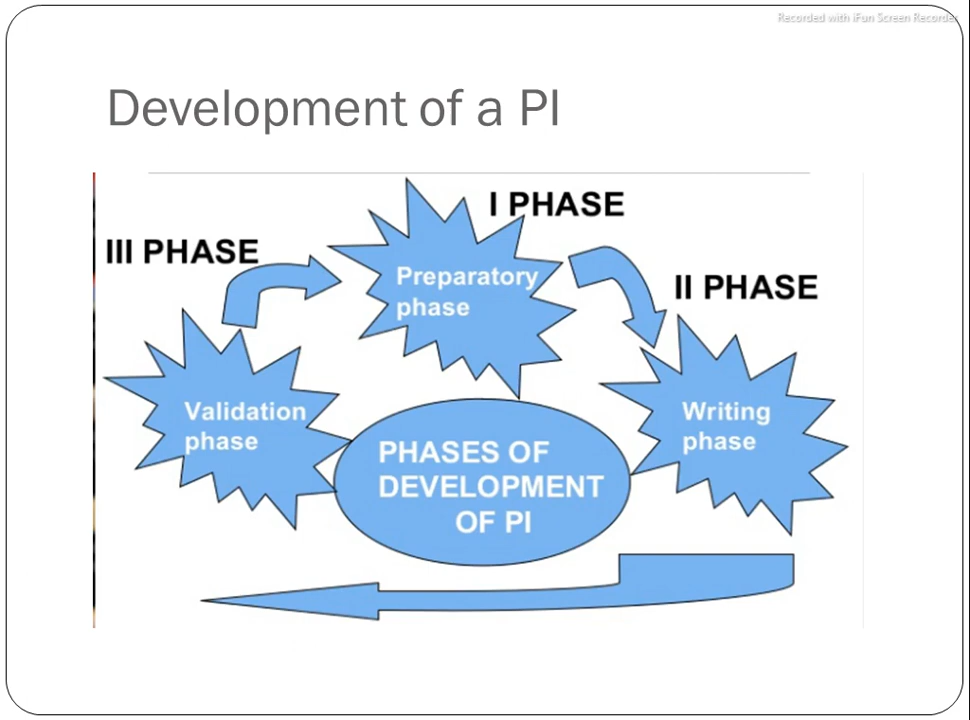 Recorded with iFun Screen Recorder
Development of a PI
I PHASE
III PHASE
Preparatory
phase
II PHASE
Validation
phase
Writing
phase
PHASES OF
DEVELOPMENT
OF PI